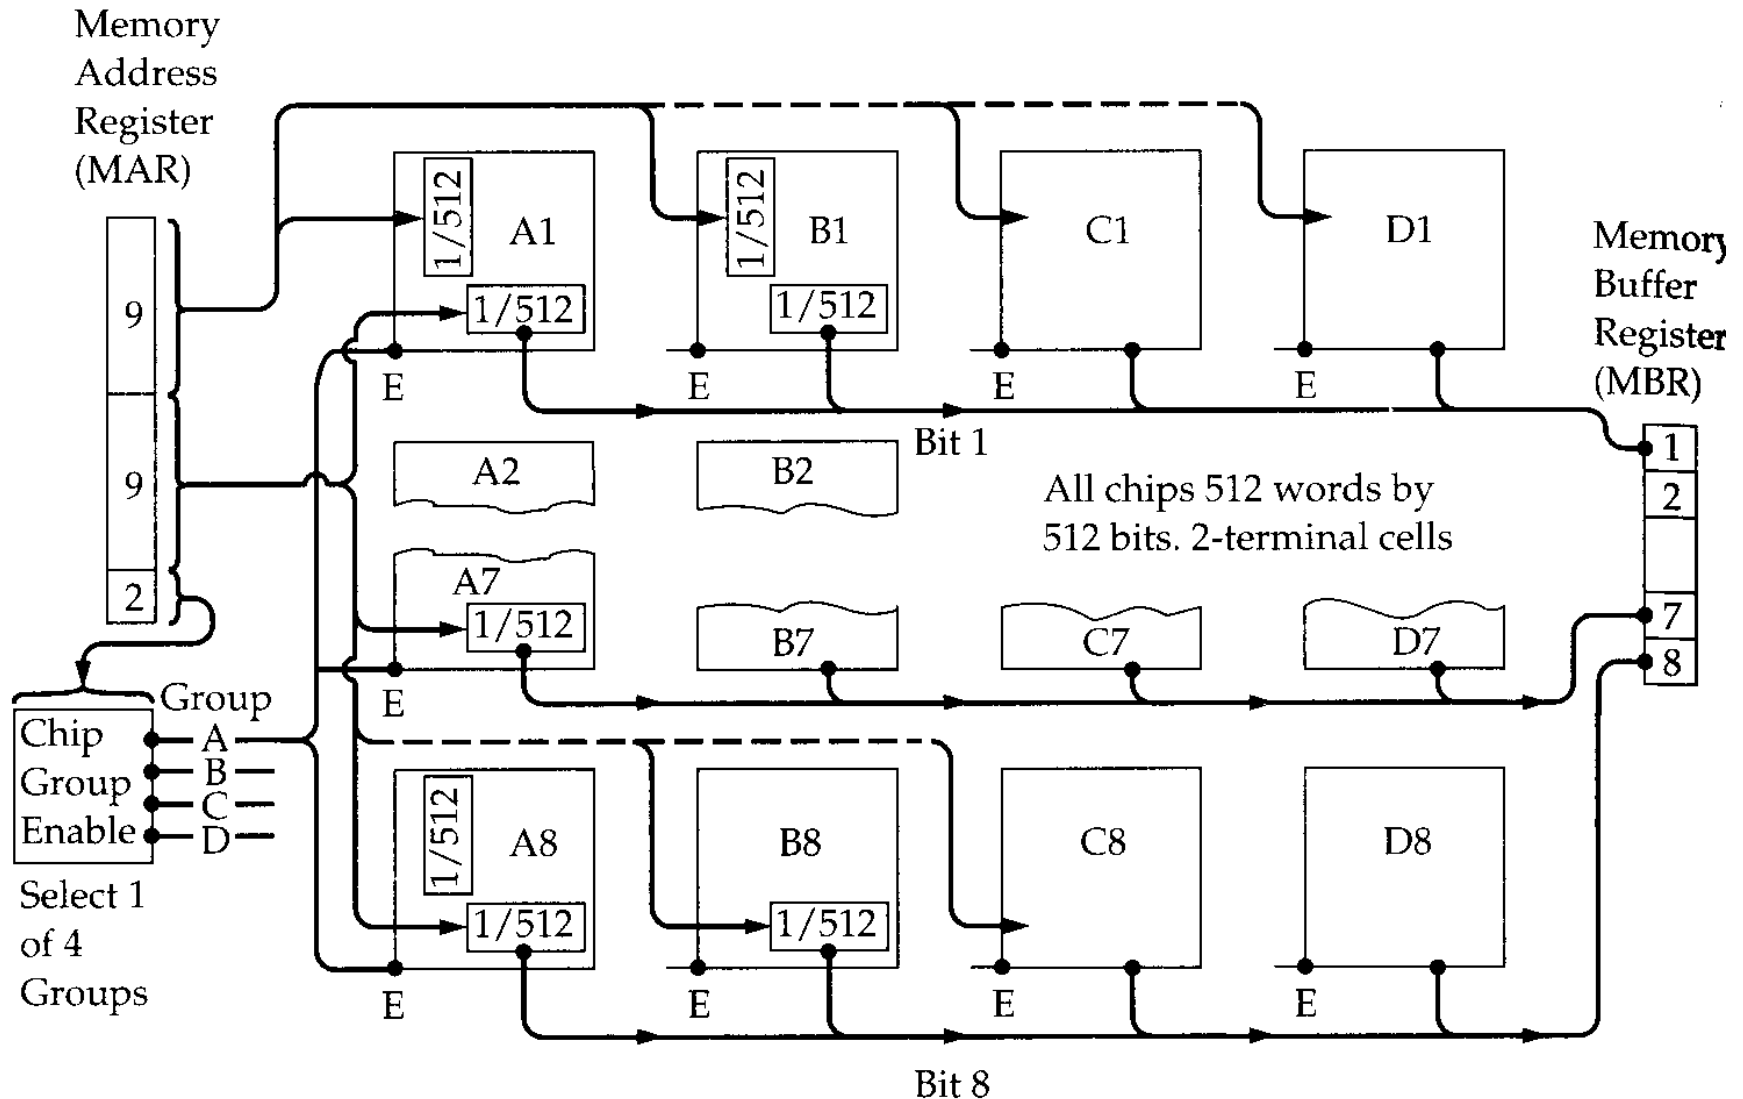 Memory
Address
Register
(MAR)
9
9
2
1/512
A1
1/512
E
1/512
B1
1/512
E
C1
E
D1
E
Memory
Buffer
Register
(MBR)
Bit 1
1
2
7
8
A2
B2
All chips 512 words by
512 bits. 2-terminal cells
A7
1/512
E
B7
C7
D7
Group
Chip
Group
Enable
A
B
C
D
Select 1
of 4
Groups
1/512
A8
1/512
E
B8
1/512
E
C8
E
D8
E
Bit 8